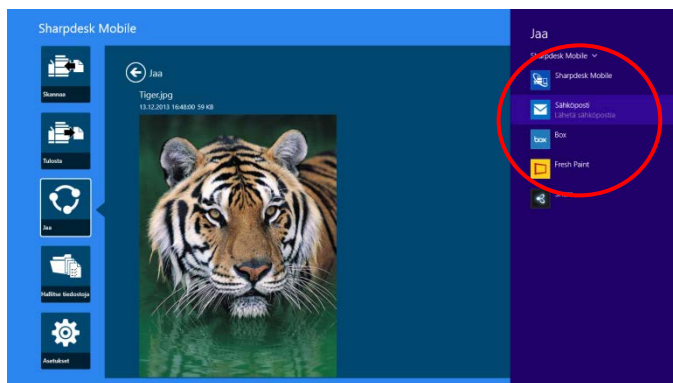 Sharpdesk Mobile
Skannaa
Tulosta
Jaa
Hallitse tiedostoja
Asetukset
Jaa
Tiger.jpg
13.12.2013 16:48:00 59 KB
Jaa
Sharpdesk Mobile
Sharpdesk Mobile
Sähköposti
Lähetä sähköpostia
box
Box
Fresh Paint